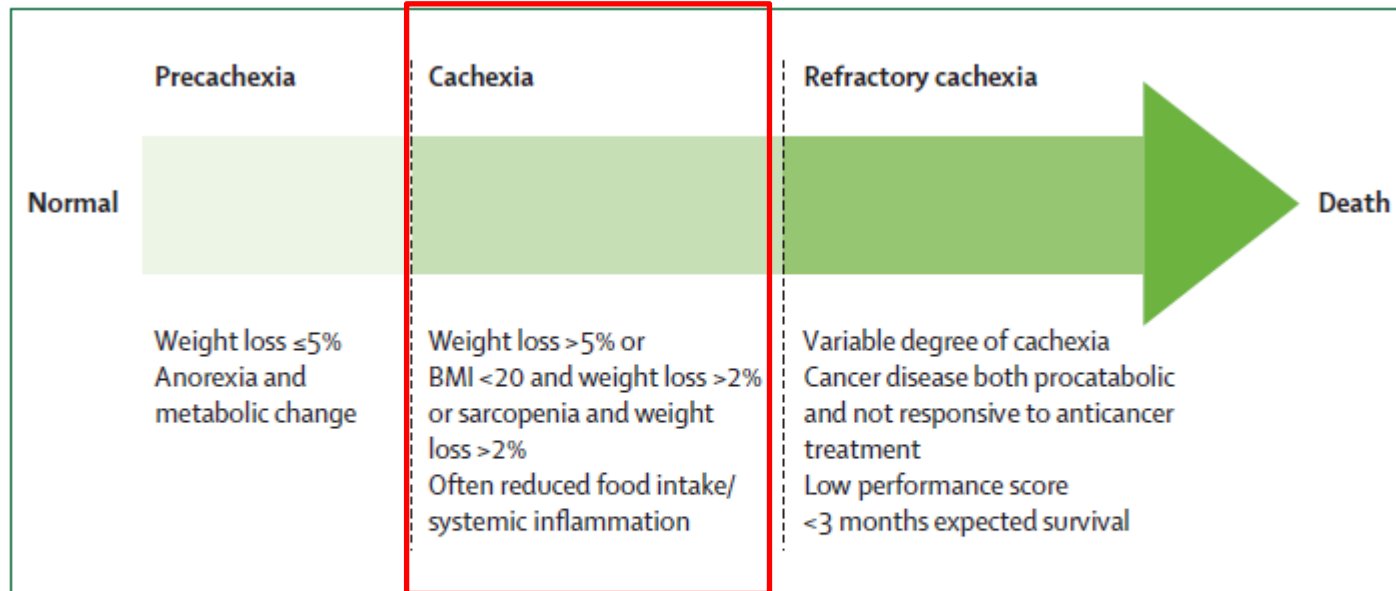 Precachexia
Cachexia
Refractory cachexia
Normal
Death
Weight loss ≤5%
Anorexia and
metabolic change
Weight loss >5% or
BMI <20 and weight loss >2%
or sarcopenia and weight
loss >2%
Often reduced food intake/
systemic inflammation
Variable degree of cachexia
Cancer disease both procatabolic
and not responsive to anticancer
treatment
Low performance score
<3 months expected survival